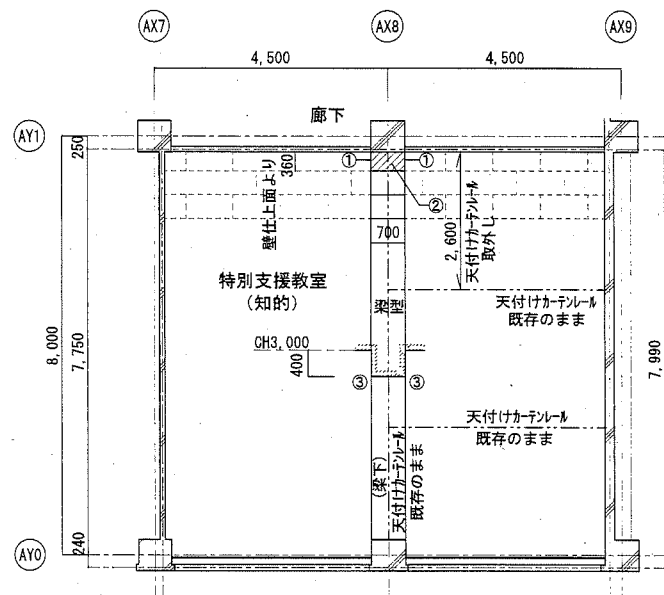 AX7
AX8
AX9
4,500
4,500
廊下
AY1
250
①
①
360
壁仕上面より
②
700
2,600
天付けカーテンレール
取外し
特別支援教室
(知的)
梁型
天付けカーテンレール
既存のまま
CH3,000
400
8,000
7,750
7,990
③
③
天付けカーテンレール
既存のまま
(梁下)
天付けカーテンレール
既存のまま
AY0
240